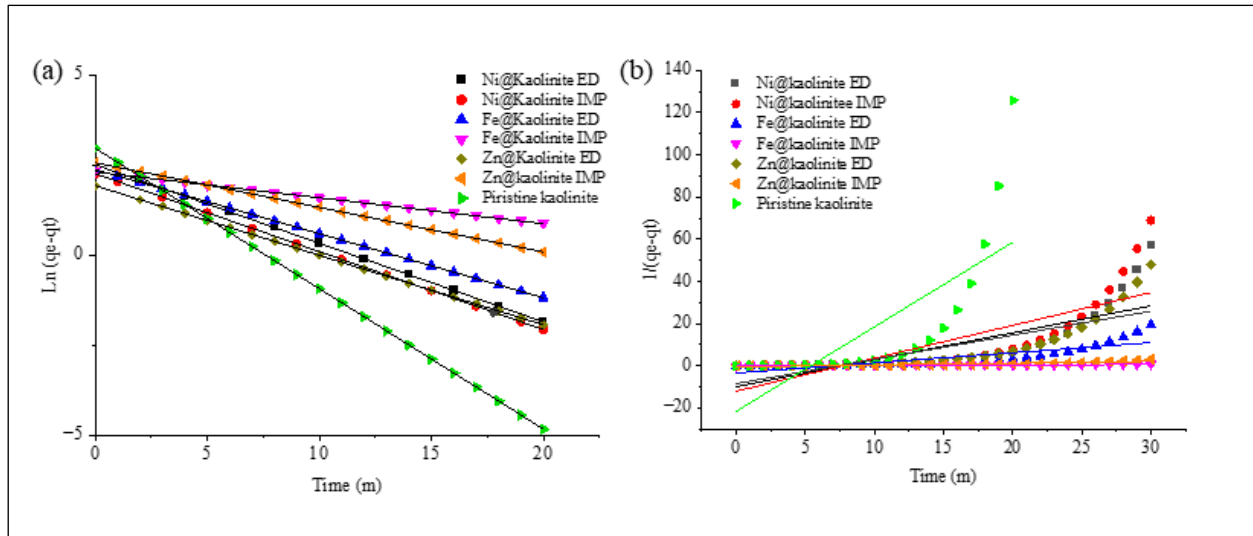 (a)
5
0
−5
Ln (qe-qt)
0
5
10
15
20
Time (m)
Ni@Kaolinite ED
Ni@Kaolinite IMP
Fe@Kaolinite ED
Fe@Kaolinite IMP
Zn@Kaolinite ED
Zn@kaolinite IMP
Piristine kaolinite
(b)
140
120
100
80
60
40
20
0
−20
1/(qe-qt)
0
5
10
15
20
25
30
Time (m)
Ni@kaolinite ED
Ni@kaolinitee IMP
Fe@kaolinite ED
Fe@kaolinite IMP
Zn@kaolinite ED
Zn@kaolinite IMP
Piristine kaolinite